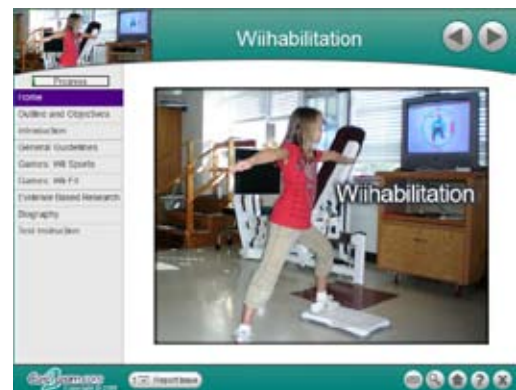 Wiihabilitation
Progress
Home
Outline and Objectives
Introduction
General Guidelines
Games: Wii Sports
Games: Wii Fit
Evidence Based Research
Biography
Test Instruction
Wiihabilitation
Report Issue